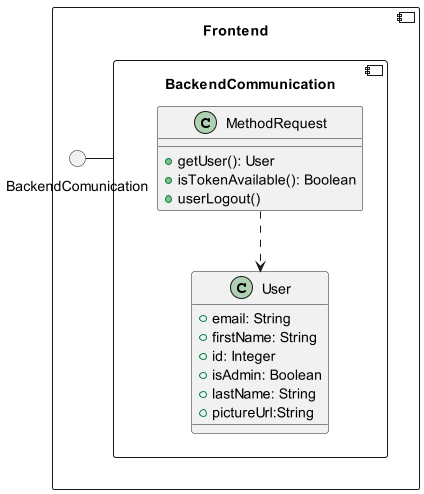 Frontend
BackendCommunication
C MethodRequest
getUser(): User
isTokenAvailable(): Boolean
userLogout()
BackendComunication
C User
email: String
firstName: String
id: Integer
isAdmin: Boolean
lastName: String
pictureUrl:String